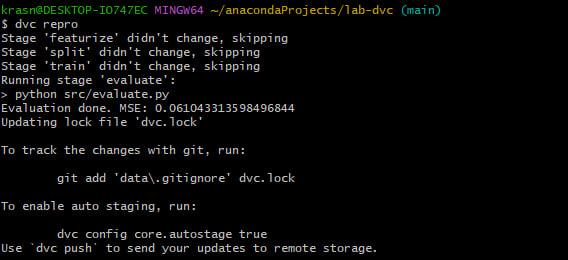 krasn@DESKTOP-IO747EC MINGW64 ~/anacondaProjects/lab-dvc (main)
$ dvc repro
Stage 'featurize' didn't change, skipping
Stage 'split' didn't change, skipping
Stage 'train' didn't change, skipping
Running stage 'evaluate':
> python src/evaluate.py
Evaluation done. MSE: 0.061043313598496844
Updating lock file 'dvc.lock'
To track the changes with git, run:
git add 'data\.gitignore' dvc.lock
To enable auto staging, run:
dvc config core.autostage true
Use `dvc push` to send your updates to remote storage.